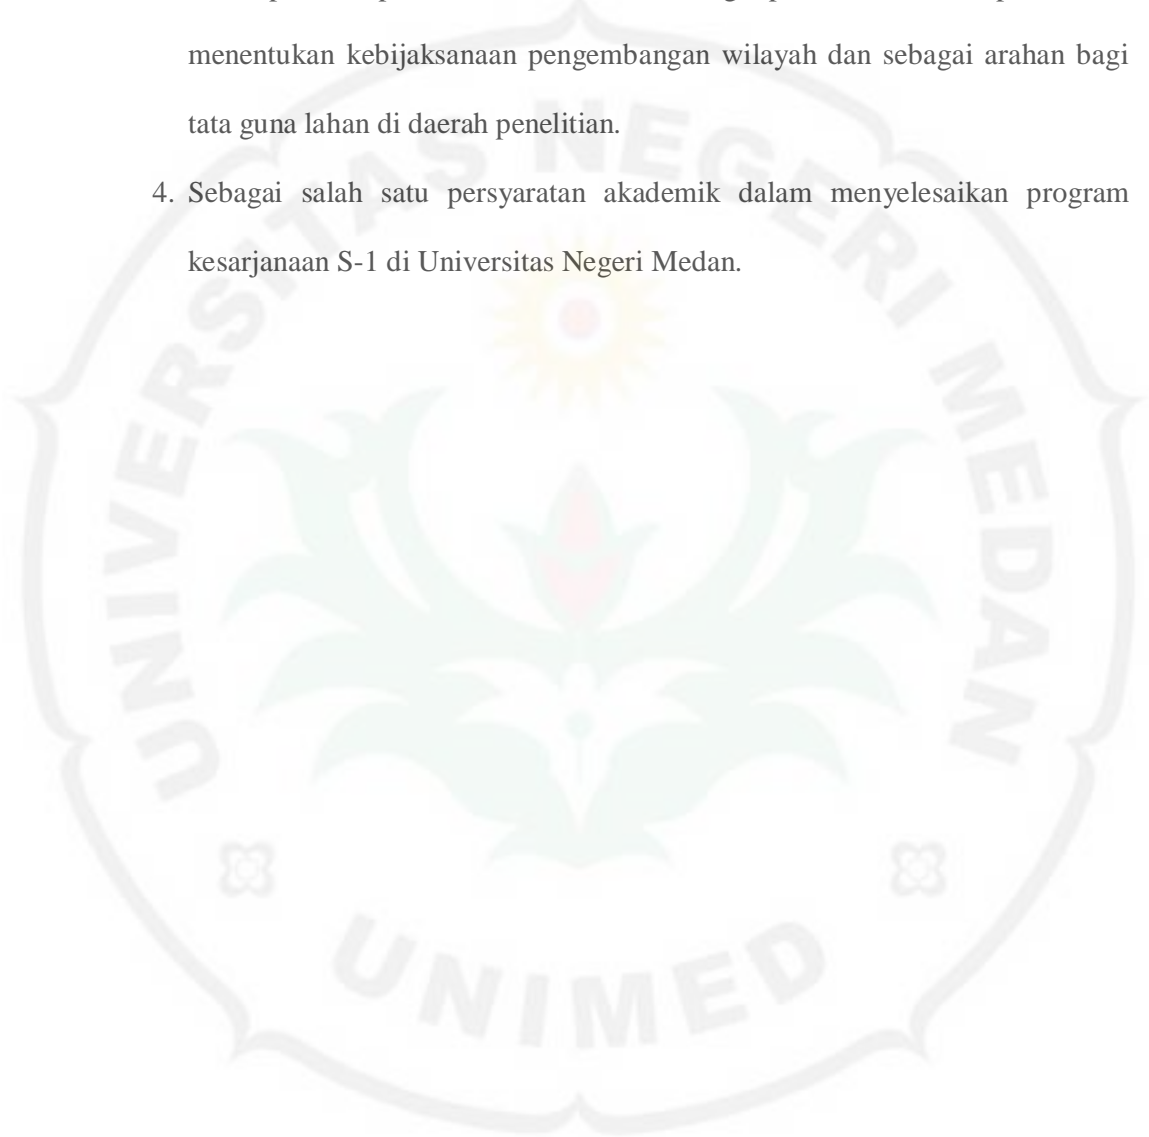 menentukan kebijaksanaan pengembangan wilayah dan sebagai arahan bagi
tata guna lahan di daerah penelitian.
4. Sebagai salah satu persyaratan akademik dalam menyelesaikan program
kesarjanaan S-1 di Universitas Negeri Medan.
UNIVERSITAS NEGERI MEDAN
UNIMED